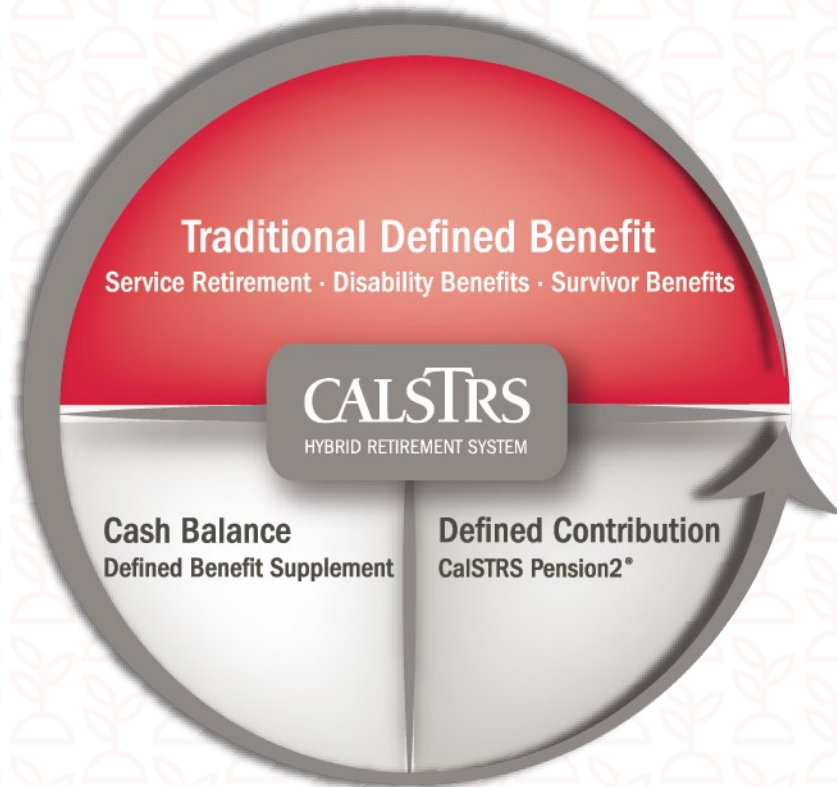 Traditional Defined Benefit
Service Retirement · Disability Benefits · Survivor Benefits
CALSTRS
HYBRID RETIREMENT SYSTEM
Cash Balance
Defined Benefit Supplement
Defined Contribution
CalSTRS Pension2®